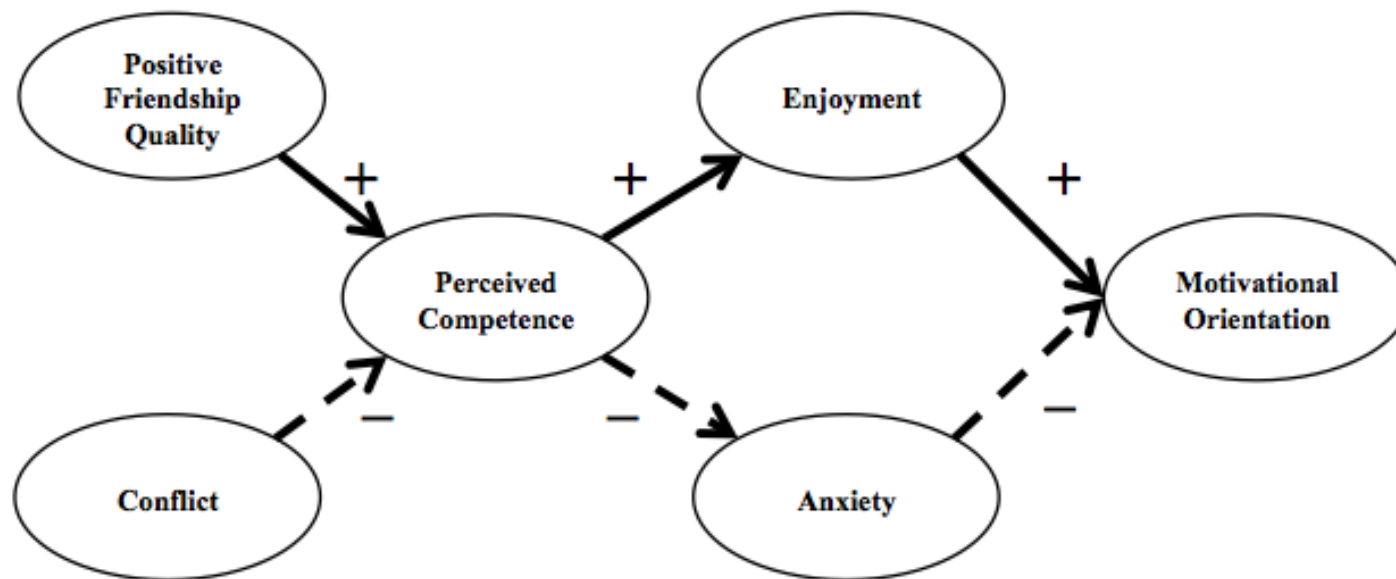 Positive
Friendship
Quality
Enjoyment
+
+
+
Perceived
Competence
Motivational
Orientation
−
−
−
Conflict
Anxiety